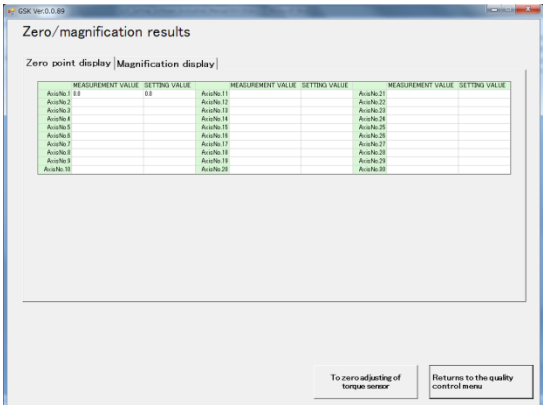 GSK Ver.0.0.89
Zero/magnification results
Zero point display Magnification display
MEASUREMENT VALUE SETTING VALUE MEASUREMENT VALUE SETTING VALUE MEASUREMENT VALUE SETTING VALUE
AxisNo.1 0.0 0.0 AxisNo.11 AxisNo.21
AxisNo.2 AxisNo.12 AxisNo.22
AxisNo.3 AxisNo.13 AxisNo.23
AxisNo.4 AxisNo.14 AxisNo.24
AxisNo.5 AxisNo.15 AxisNo.25
AxisNo.6 AxisNo.16 AxisNo.26
AxisNo.7 AxisNo.17 AxisNo.27
AxisNo.8 AxisNo.18 AxisNo.28
AxisNo.9 AxisNo.19 AxisNo.29
AxisNo.10 AxisNo.20 AxisNo.30
To zero adjusting of
torque sensor
Returns to the quality
control menu